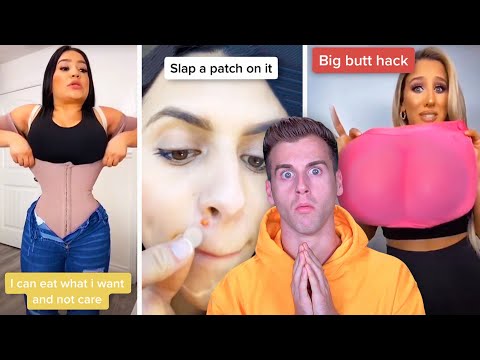 Slap a patch on it
Big butt hack
I can eat what i want
and not care